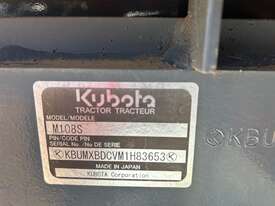 Kubota
TRACTOR TRACTEUR
MODEL/MODELE
M108S
PIN/CODE PIN
SERIAL No./No DE SERIE
KBUMXBDCVM1H83653
MADE IN JAPAN
KUBOTA Corporation
KBU